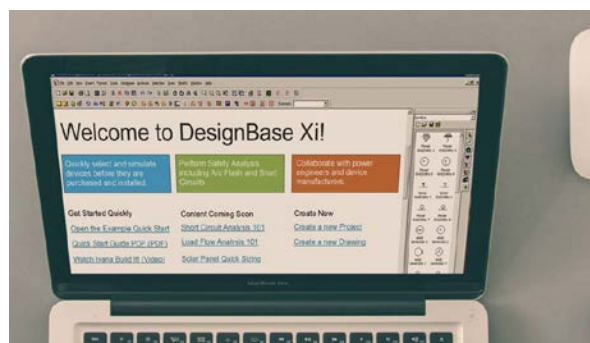 Welcome to DesignBase Xi!
Quickly select and simulate
devices before they are
purchased and installed.
Perform Safety Analysis
including Arc Flash and Short
Circuits
Collaborate with power
engineers and device
manufacturers.
Get Started Quickly
Open the Example Quick Start
Quick Start Guide PDF (PDF)
Watch Ivana Build It! (Video)
Content Coming Soon
Short Circuit Analysis 101
Load Flow Analysis 101
Solar Panel Quick Sizing
Create New
Create a new Project
Create a new Drawing
MacBook Pro